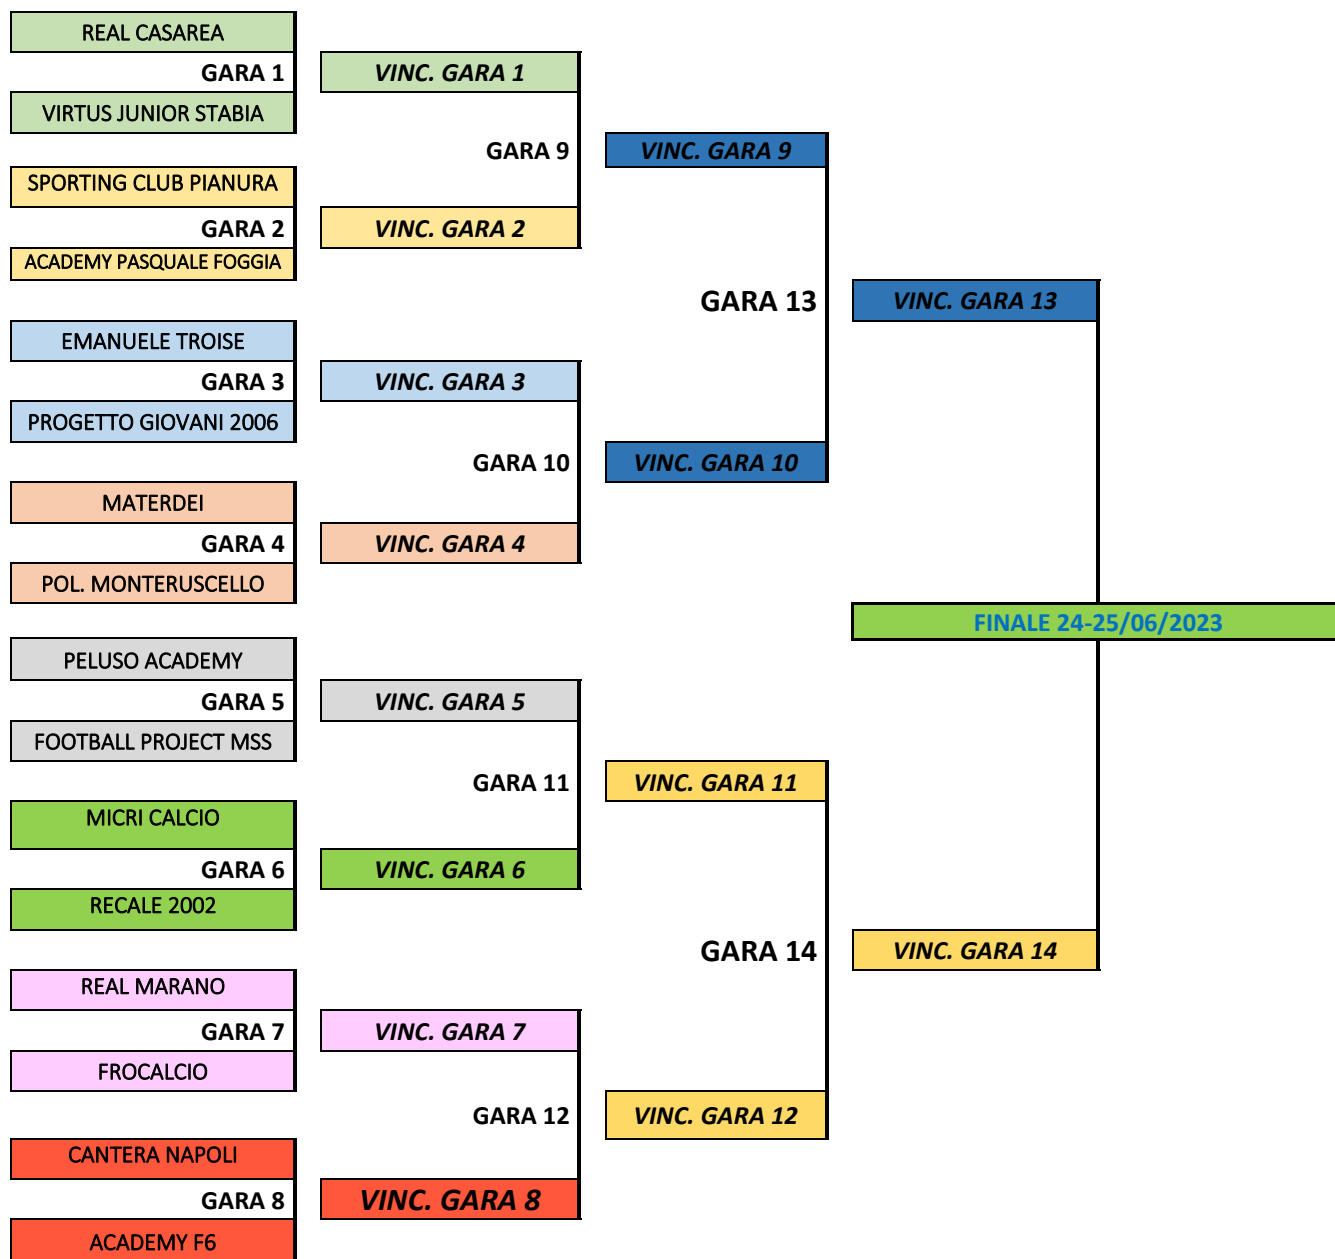 REAL CASAREA
GARA 1
VINC. GARA 1
VIRTUS JUNIOR STABIA
GARA 9
VINC. GARA 9
SPORTING CLUB PIANURA
GARA 2
VINC. GARA 2
ACADEMY PASQUALE FOGGIA
GARA 13
VINC. GARA 13
EMANUELE TROISE
GARA 3
VINC. GARA 3
PROGETTO GIOVANI 2006
GARA 10
VINC. GARA 10
MATERDEI
GARA 4
VINC. GARA 4
POL. MONTERUSCELLO
FINALE 24-25/06/2023
PELUSO ACADEMY
GARA 5
VINC. GARA 5
FOOTBALL PROJECT MSS
GARA 11
VINC. GARA 11
MICRI CALCIO
GARA 6
VINC. GARA 6
RECALE 2002
GARA 14
VINC. GARA 14
REAL MARANO
GARA 7
VINC. GARA 7
FROCALCIO
GARA 12
VINC. GARA 12
CANTERA NAPOLI
GARA 8
VINC. GARA 8
ACADEMY F6